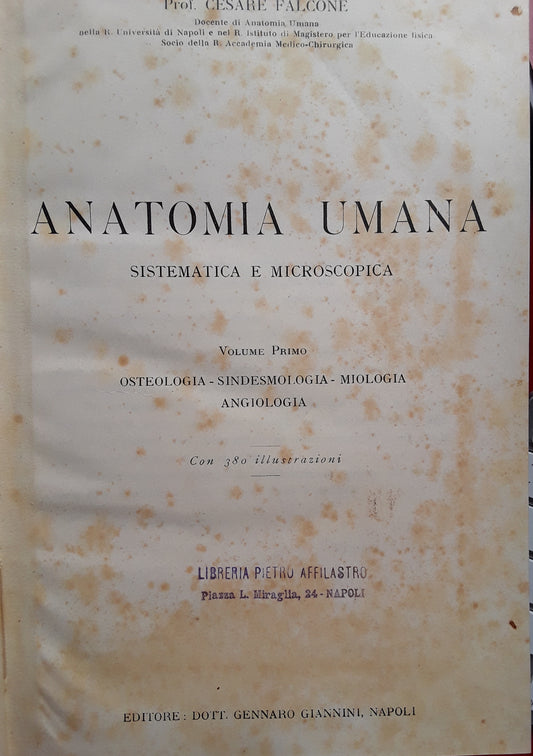 Prof. CESARE FALCONE
Docente di Anatomia Umana
nella R. Università di Napoli e nel R. Istituto di Magistero per l'Educazione fisica
Socio della R. Accademia Medico-Chirurgica
ANATOMIA UMANA
SISTEMATICA E MICROSCOPICA
VOLUME PRIMO
OSTEOLOGIA - SINDESMOLOGIA - MIOLOGIA
ANGIOLOGIA
Con 380 illustrazioni
LIBRERIA PIETRO AFFILASTRO
Piazza L. Miraglia, 24 - NAPOLI
EDITORE: DOTT. GENNARO GIANNINI, NAPOLI